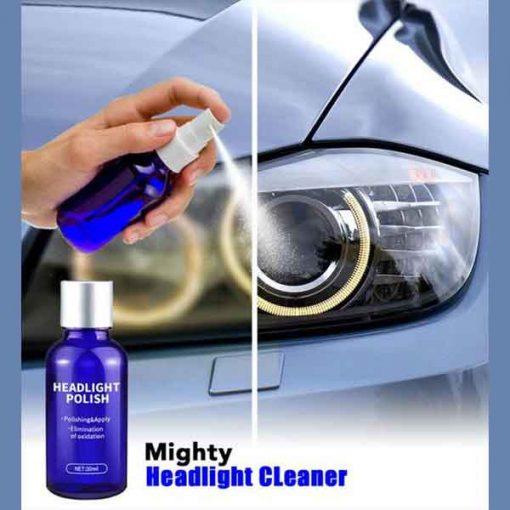 HEADLIGHT
POLISH
-Polishing&Apply
-Elimination
of oxidation
NET:30ml
Mighty
Headlight CLeaner